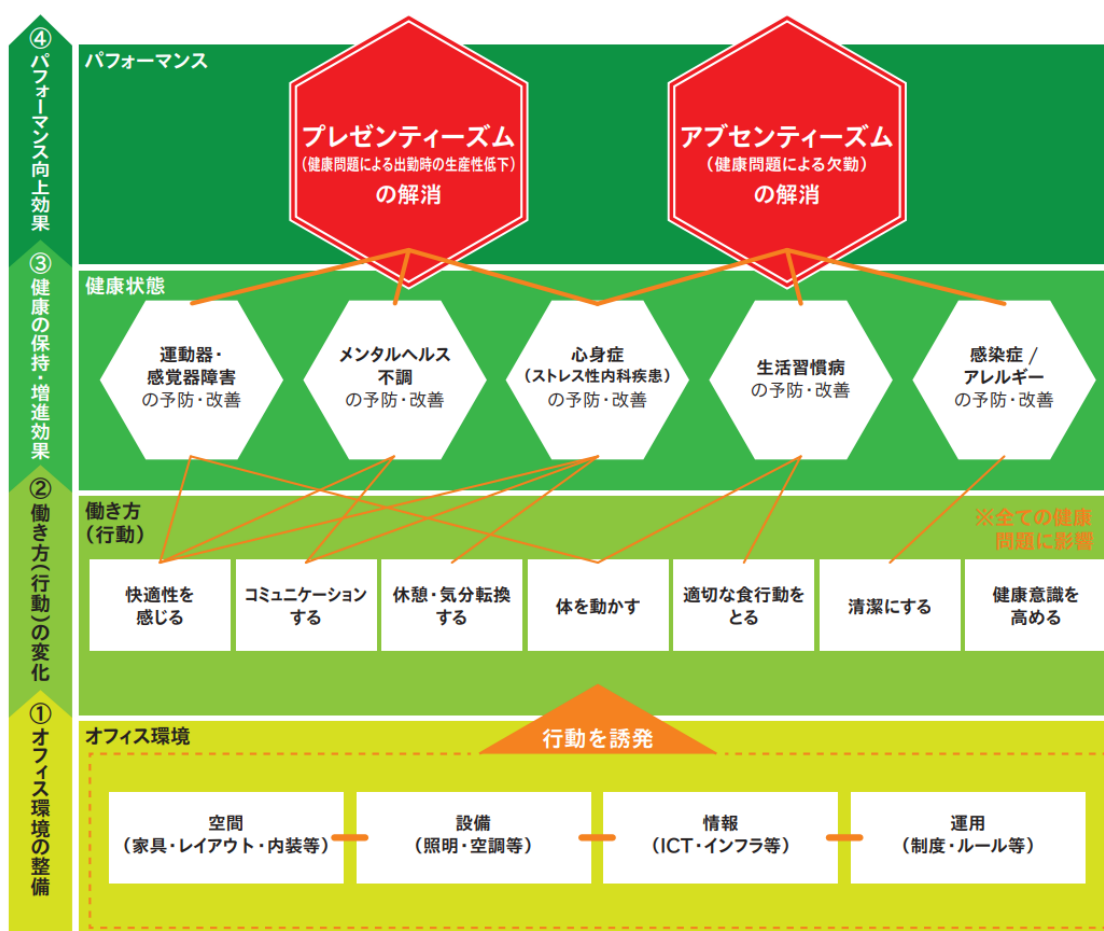 ④パフォーマンス向上効果
パフォーマンス
プレゼンティーズム
(健康問題による出勤時の生産性低下)
の解消
アブセンティーズム
(健康問題による欠勤)
の解消
③健康の保持・増進効果
健康状態
運動器・
感覚器障害
の予防・改善
メンタルヘルス
不調
の予防・改善
心身症
(ストレス性内科疾患)
の予防・改善
生活習慣病
の予防・改善
感染症 /
アレルギー
の予防・改善
②働き方(行動)の変化
働き方
(行動)
※全ての健康
問題に影響
快適性を
感じる
コミュニケーション
する
休憩・気分転換
する
体を動かす
適切な食行動を
とる
清潔にする
健康意識を
高める
①オフィス環境の整備
オフィス環境
行動を誘発
空間
(家具・レイアウト・内装等)
設備
(照明・空調等)
情報
(ICT・インフラ等)
運用
(制度・ルール等)